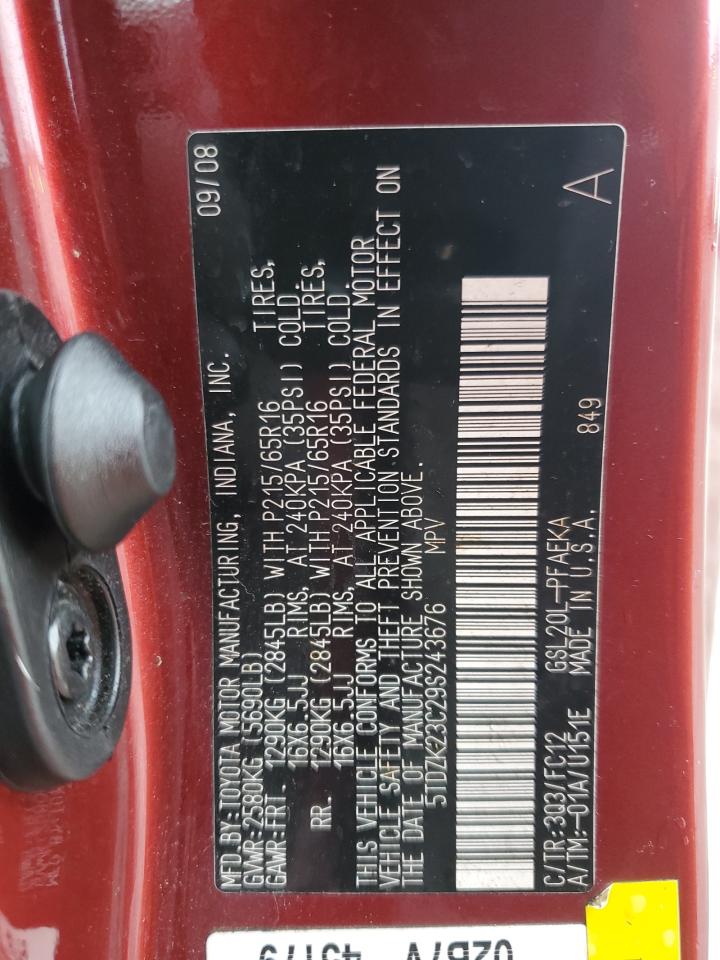 MFD.BY:TOYOTA MOTOR MANUFACTURING, INDIANA, INC. 09/08
GVWR:2580KG (5690LB)
GAWR:FRT. 1290KG (2845LB) WITH P215/65R16 TIRES,
16X6.5JJ RIMS, AT 240KPA (35PSI) COLD.
RR. 1290KG (2845LB) WITH P215/65R16 TIRES,
16X6.5JJ RIMS, AT 240KPA (35PSI) COLD.
THIS VEHICLE CONFORMS TO ALL APPLICABLE FEDERAL MOTOR
VEHICLE SAFETY AND THEFT PREVENTION STANDARDS IN EFFECT ON
THE DATE OF MANUFACTURE SHOWN ABOVE.
5TDZK23C29S243676 MPV
C/TR:3Q3/FC12 GSL20L-PFAEKA 849
A/TM:-01A/U151E MADE IN U.S.A. A